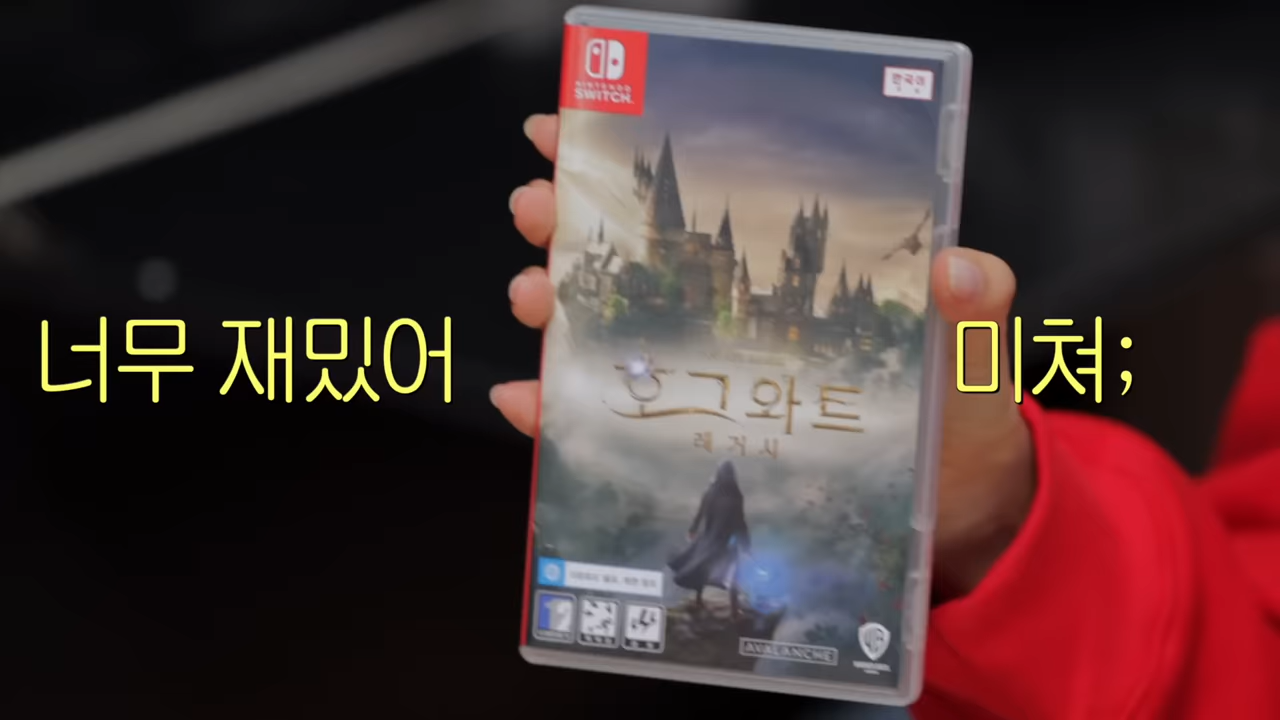 NINTENDO
SWITCH
한국어
너무 재밌어
미쳐;
호그와트
레거시
AVALANCHE